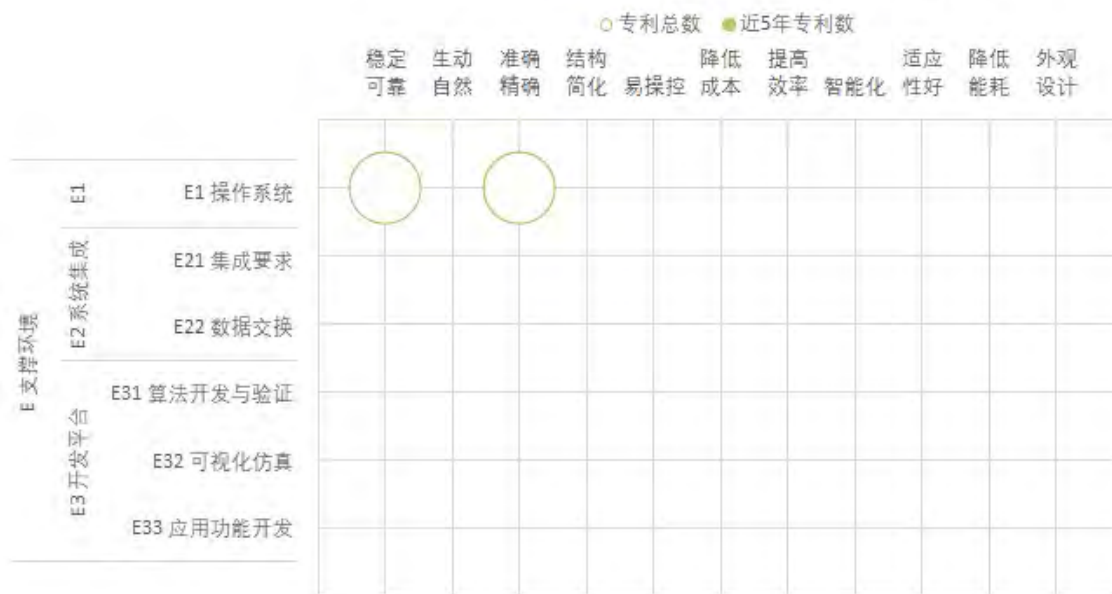 专利总数 近5年专利数
稳定 生动 准确 结构 降低 提高 适应 降低 外观
可靠 自然 精确 简化 易操控 成本 效率 智能化 性好 能耗 设计
E 支撑环境
E1
E1 操作系统
E2 系统集成
E21 集成要求
E22 数据交换
E3 开发平台
E31 算法开发与验证
E32 可视化仿真
E33 应用功能开发